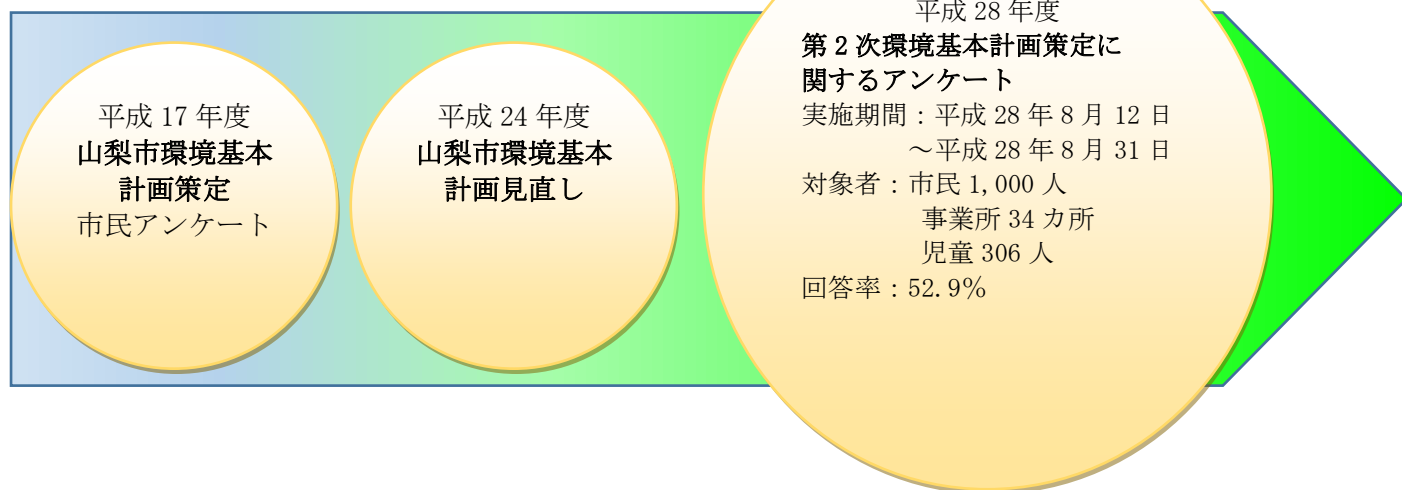 平成 17 年度
山梨市環境基本
計画策定
市民アンケート
平成 24 年度
山梨市環境基本
計画見直し
平成 28 年度
第 2 次環境基本計画策定に
関するアンケート
実施期間：平成 28 年 8 月 12 日
～平成 28 年 8 月 31 日
対象者：市民 1,000 人
事業所 34 カ所
児童 306 人
回答率：52.9％